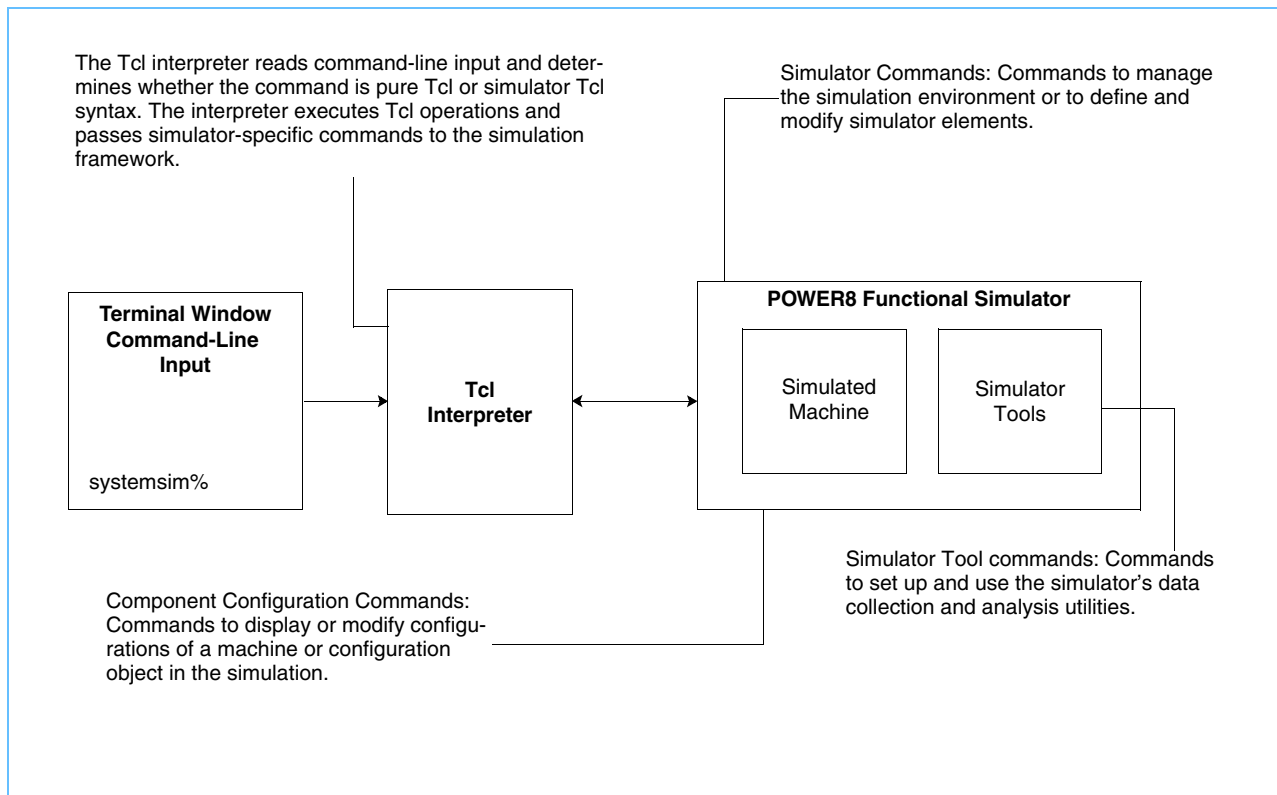 The Tcl interpreter reads command-line input and deter-
mines whether the command is pure Tcl or simulator Tcl
syntax. The interpreter executes Tcl operations and
passes simulator-specific commands to the simulation
framework.
Simulator Commands: Commands to manage
the simulation environment or to define and
modify simulator elements.
Terminal Window
Command-Line
Input
systemsim%
Tcl
Interpreter
POWER8 Functional Simulator
Simulated
Machine
Simulator
Tools
Component Configuration Commands:
Commands to display or modify configu-
rations of a machine or configuration
object in the simulation.
Simulator Tool commands: Commands
to set up and use the simulator’s data
collection and analysis utilities.